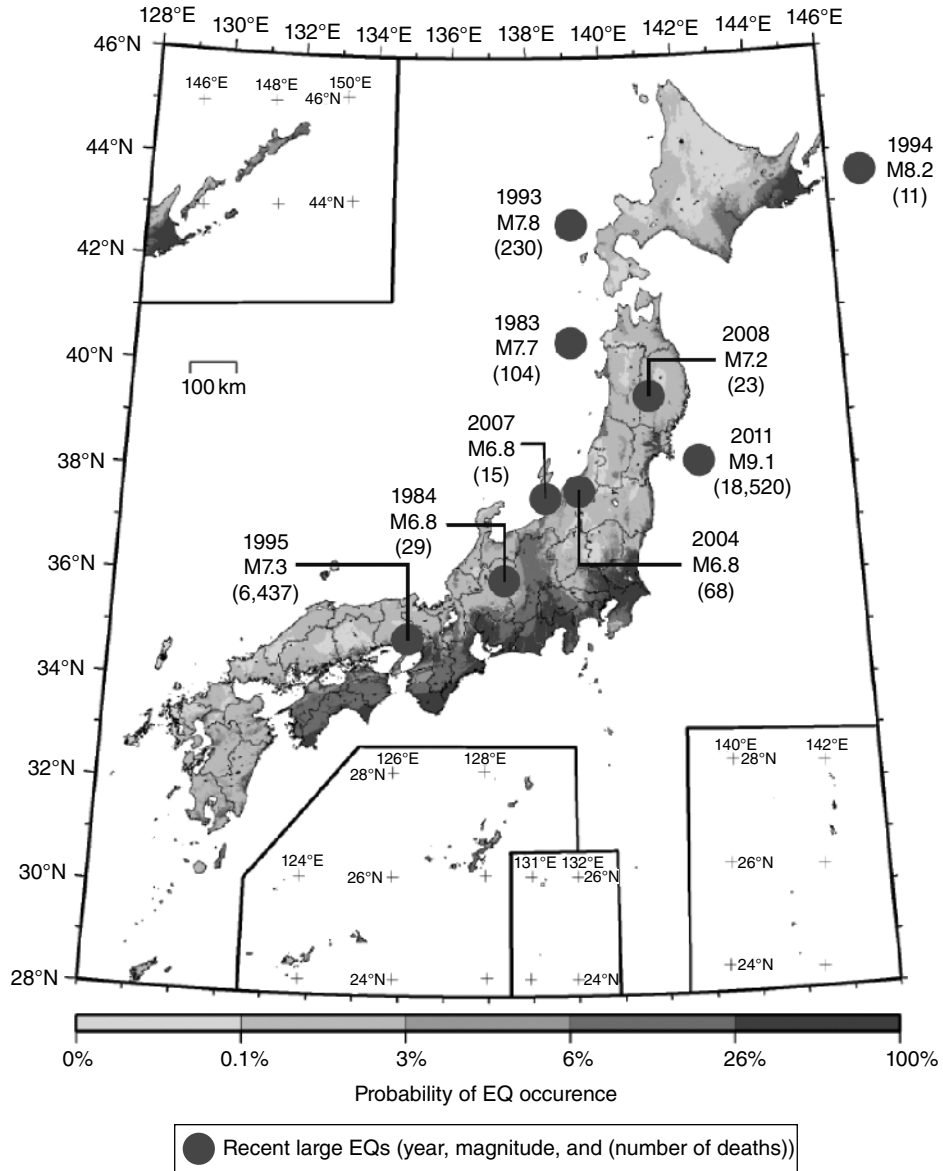 128°E 130°E 132°E 134°E 136°E 138°E 140°E 142°E 144°E 146°E
46°N
146°E 148°E 150°E
46°N
44°N
44°N
42°N
40°N
38°N
36°N
34°N
32°N
30°N
28°N
100 km
1994
M8.2
(11)
1993
M7.8
(230)
1983
M7.7
(104)
2008
M7.2
(23)
2007
M6.8
(15)
2011
M9.1
(18,520)
1984
M6.8
(29)
1995
M7.3
(6,437)
2004
M6.8
(68)
126°E 128°E
28°N
124°E
26°N
24°N
131°E 132°E
26°N
24°N
140°E 142°E
28°N
26°N
24°N
0% 0.1% 3% 6% 26% 100%
Probability of EQ occurence
Recent large EQs (year, magnitude, and (number of deaths))